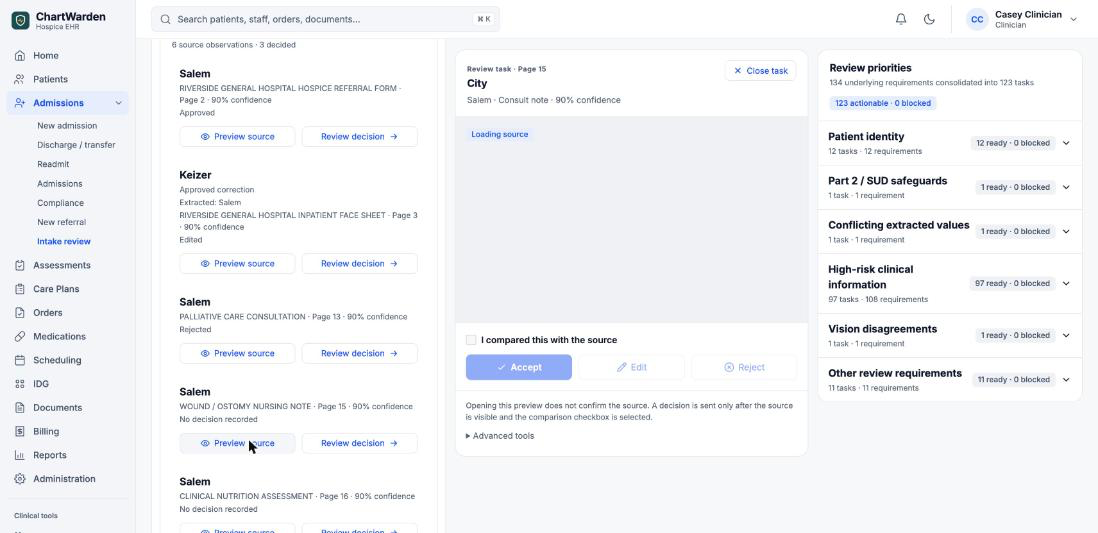 ChartWarden
Hospice EHR
Search patients, staff, orders, documents...
⌘ K
CC
Casey Clinician
Clinician
Home
Patients
Admissions
New admission
Discharge / transfer
Readmit
Admissions
Compliance
New referral
Intake review
Assessments
Care Plans
Orders
Medications
Scheduling
IDG
Documents
Billing
Reports
Administration
Clinical tools
6 source observations · 3 decided
Salem
RIVERSIDE GENERAL HOSPITAL HOSPICE REFERRAL FORM ·
Page 2 · 90% confidence
Approved
Preview source
Review decision →
Keizer
Approved correction
Extracted: Salem
RIVERSIDE GENERAL HOSPITAL INPATIENT FACE SHEET · Page 3
· 90% confidence
Edited
Preview source
Review decision →
Salem
PALLIATIVE CARE CONSULTATION · Page 13 · 90% confidence
Rejected
Preview source
Review decision →
Salem
WOUND / OSTOMY NURSING NOTE · Page 15 · 90% confidence
No decision recorded
Preview source
Review decision →
Salem
CLINICAL NUTRITION ASSESSMENT · Page 16 · 90% confidence
No decision recorded
Preview source
Review decision
Review task · Page 15
City
Salem · Consult note · 90% confidence
Close task
Loading source
I compared this with the source
Accept
Edit
Reject
Opening this preview does not confirm the source. A decision is sent only after the source
is visible and the comparison checkbox is selected.
Advanced tools
Review priorities
134 underlying requirements consolidated into 123 tasks
123 actionable · 0 blocked
Patient identity
12 tasks · 12 requirements
12 ready · 0 blocked
Part 2 / SUD safeguards
1 task · 1 requirement
1 ready · 0 blocked
Conflicting extracted values
1 task · 1 requirement
1 ready · 0 blocked
High-risk clinical
information
97 tasks · 108 requirements
97 ready · 0 blocked
Vision disagreements
1 task · 1 requirement
1 ready · 0 blocked
Other review requirements
11 tasks · 11 requirements
11 ready · 0 blocked